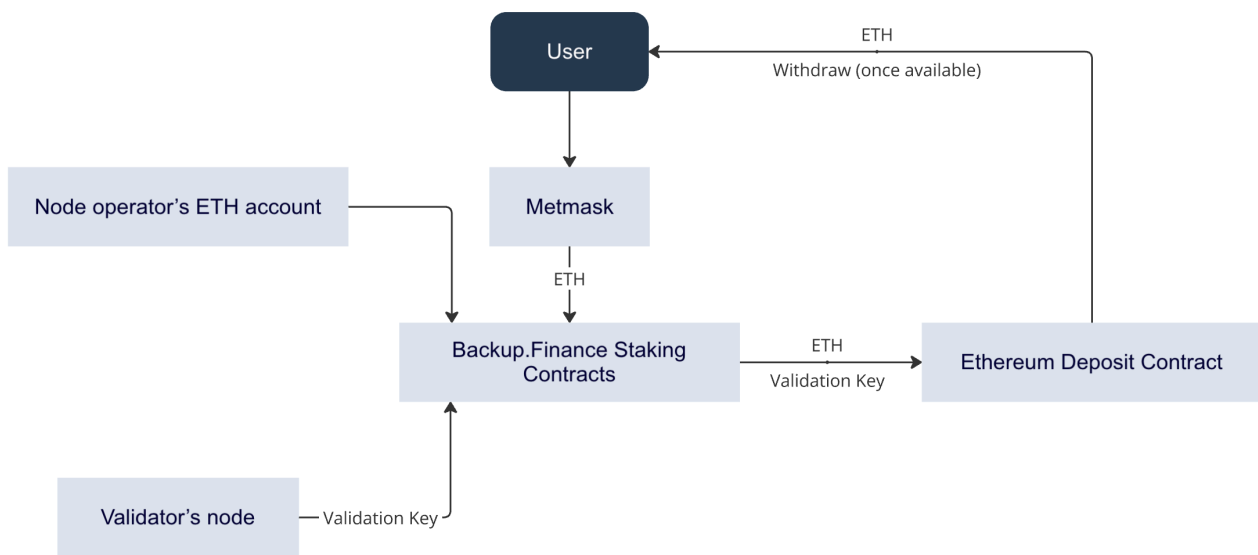 User
ETH
Withdraw (once available)
Node operator’s ETH account
Metmask
ETH
Backup.Finance Staking
Contracts
ETH
Validation Key
Ethereum Deposit Contract
Validator’s node
Validation Key